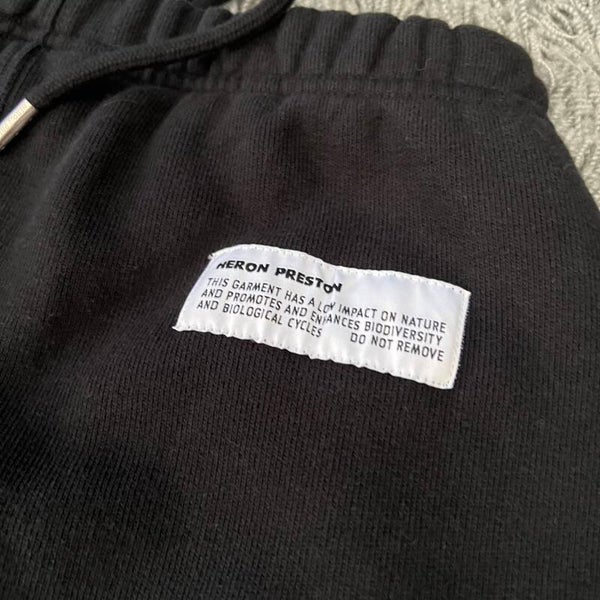 HERON PRESTON
THIS GARMENT HAS A LOW IMPACT ON NATURE
AND PROMOTES AND ENHANCES BIODIVERSITY
AND BIOLOGICAL CYCLES DO NOT REMOVE